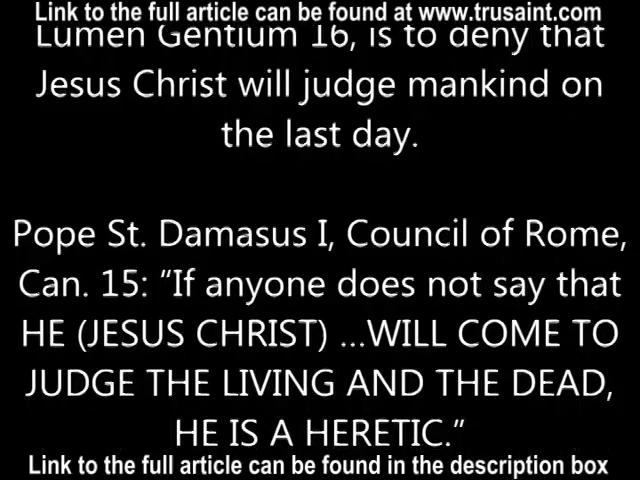 Link to the full article can be found at www.trusaint.com
Lumen Gentium 16, is to deny that
Jesus Christ will judge mankind on
the last day.
Pope St. Damasus I, Council of Rome,
Can. 15: “If anyone does not say that
HE (JESUS CHRIST) …WILL COME TO
JUDGE THE LIVING AND THE DEAD,
HE IS A HERETIC.”
Link to the full article can be found in the description box